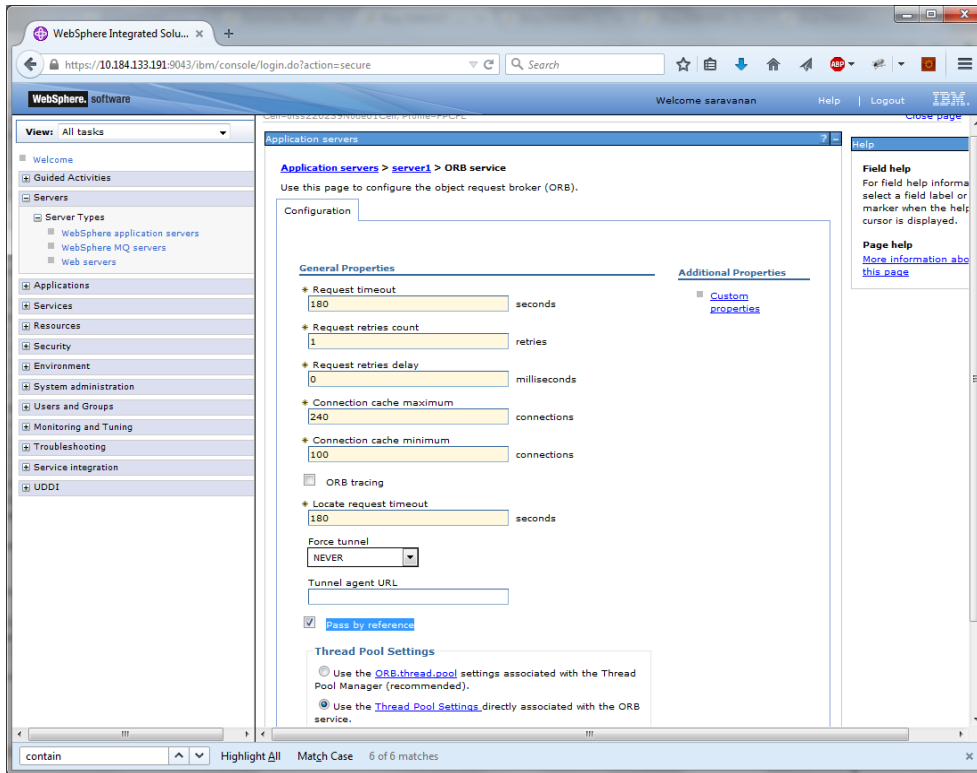 WebSphere Integrated Solu...
https://10.184.133.191:9043/ibm/console/login.do?action=secure
Search
ABP
WebSphere. software
Welcome saravanan
Help | Logout
IBM.
Close page
View: All tasks
Welcome
Guided Activities
Servers
Server Types
WebSphere application servers
WebSphere MQ servers
Web servers
Applications
Services
Resources
Security
Environment
System administration
Users and Groups
Monitoring and Tuning
Troubleshooting
Service integration
UDDI
Application servers
? -
Application servers > server1 > ORB service
Use this page to configure the object request broker (ORB).
Configuration
General Properties
* Request timeout
180 seconds
* Request retries count
1 retries
* Request retries delay
0 milliseconds
* Connection cache maximum
240 connections
* Connection cache minimum
100 connections
ORB tracing
* Locate request timeout
180 seconds
Force tunnel
NEVER
Tunnel agent URL
Pass by reference
Thread Pool Settings
Use the ORB.thread.pool settings associated with the Thread
Pool Manager (recommended).
Use the Thread Pool Settings directly associated with the ORB
service.
Additional Properties
Custom
properties
Help
Field help
For field help informa
select a field label or
marker when the help
cursor is displayed.
Page help
More information abo
this page
contain
Highlight All Match Case 6 of 6 matches